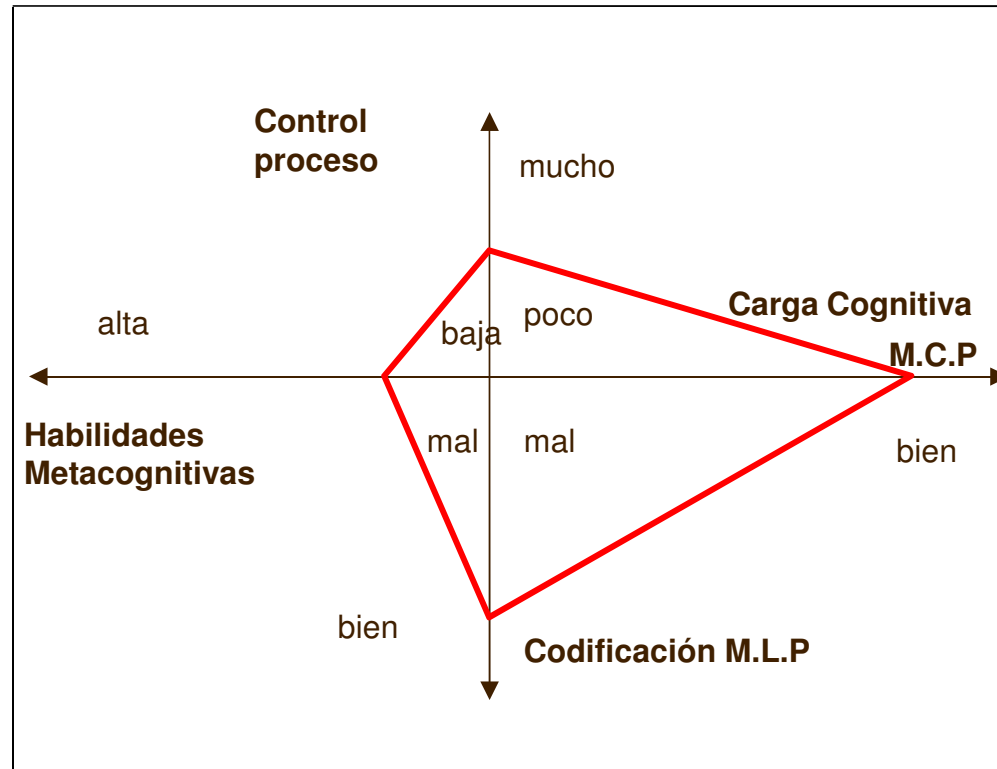 Control
proceso
mucho
alta
baja
poco
Carga Cognitiva
M.C.P
Habilidades
Metacognitivas
mal
mal
bien
bien
Codificación M.L.P